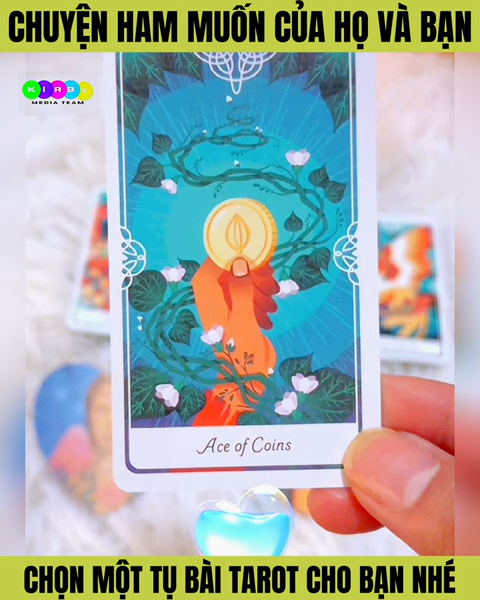 CHUYỆN HAM MUỐN CỦA HỌ VÀ BẠN
KIRBY
MEDIA TEAM
Ace of Coins
CHỌN MỘT TỤ BÀI TAROT CHO BẠN NHÉ